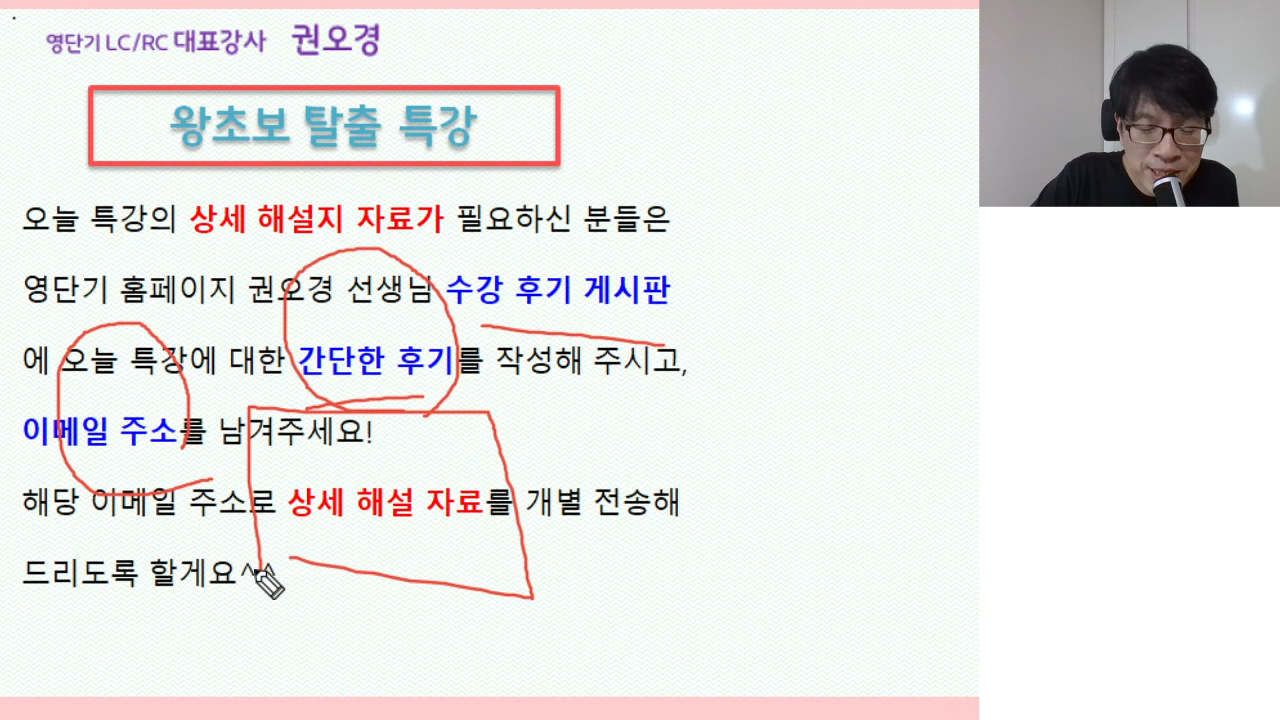 영단기 LC/RC 대표강사 권오경
왕초보 탈출 특강
오늘 특강의 상세 해설지 자료가 필요하신 분들은
영단기 홈페이지 권오경 선생님 수강 후기 게시판
에 오늘 특강에 대한 간단한 후기를 작성해 주시고,
이메일 주소를 남겨주세요!
해당 이메일 주소로 상세 해설 자료를 개별 전송해
드리도록 할게요^^